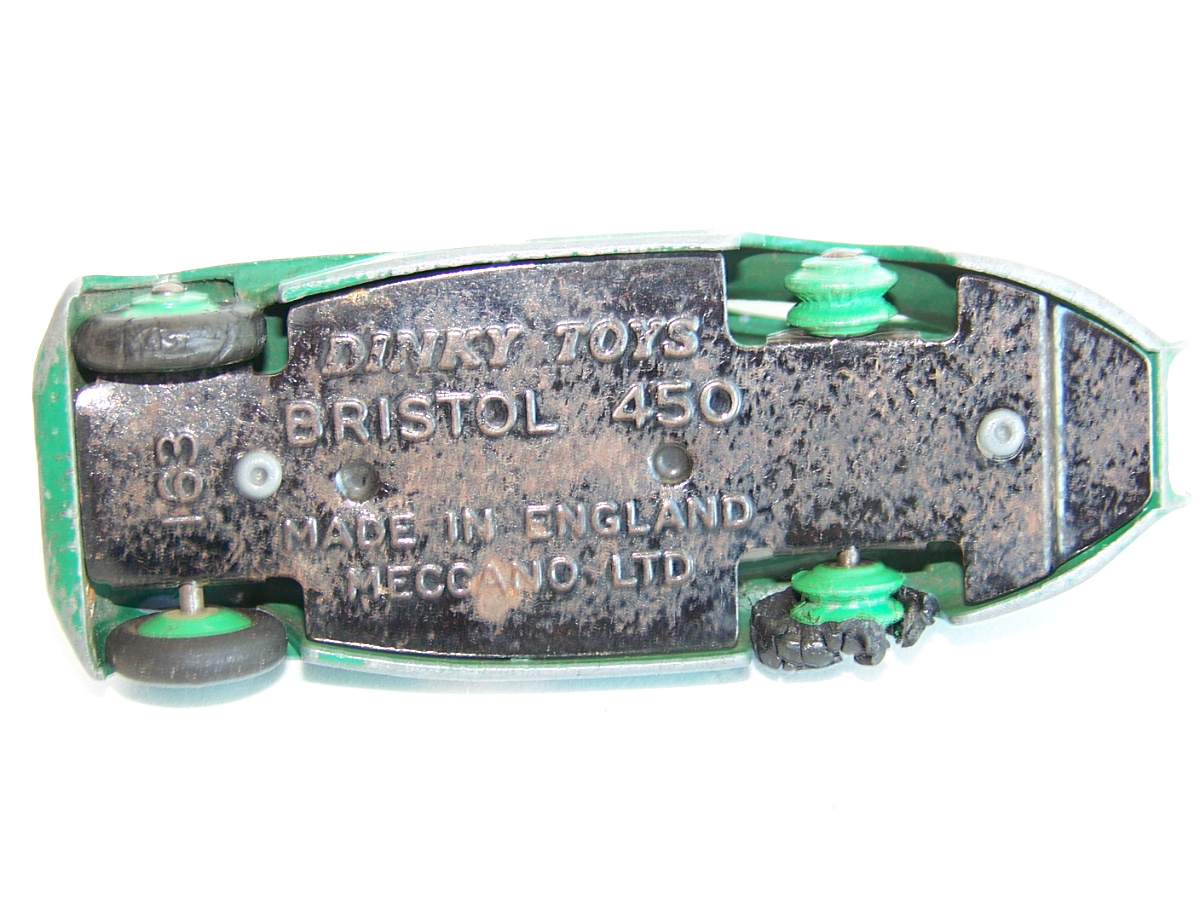 DINKY TOYS
BRISTOL 450
163
MADE IN ENGLAND
MECCANO LTD